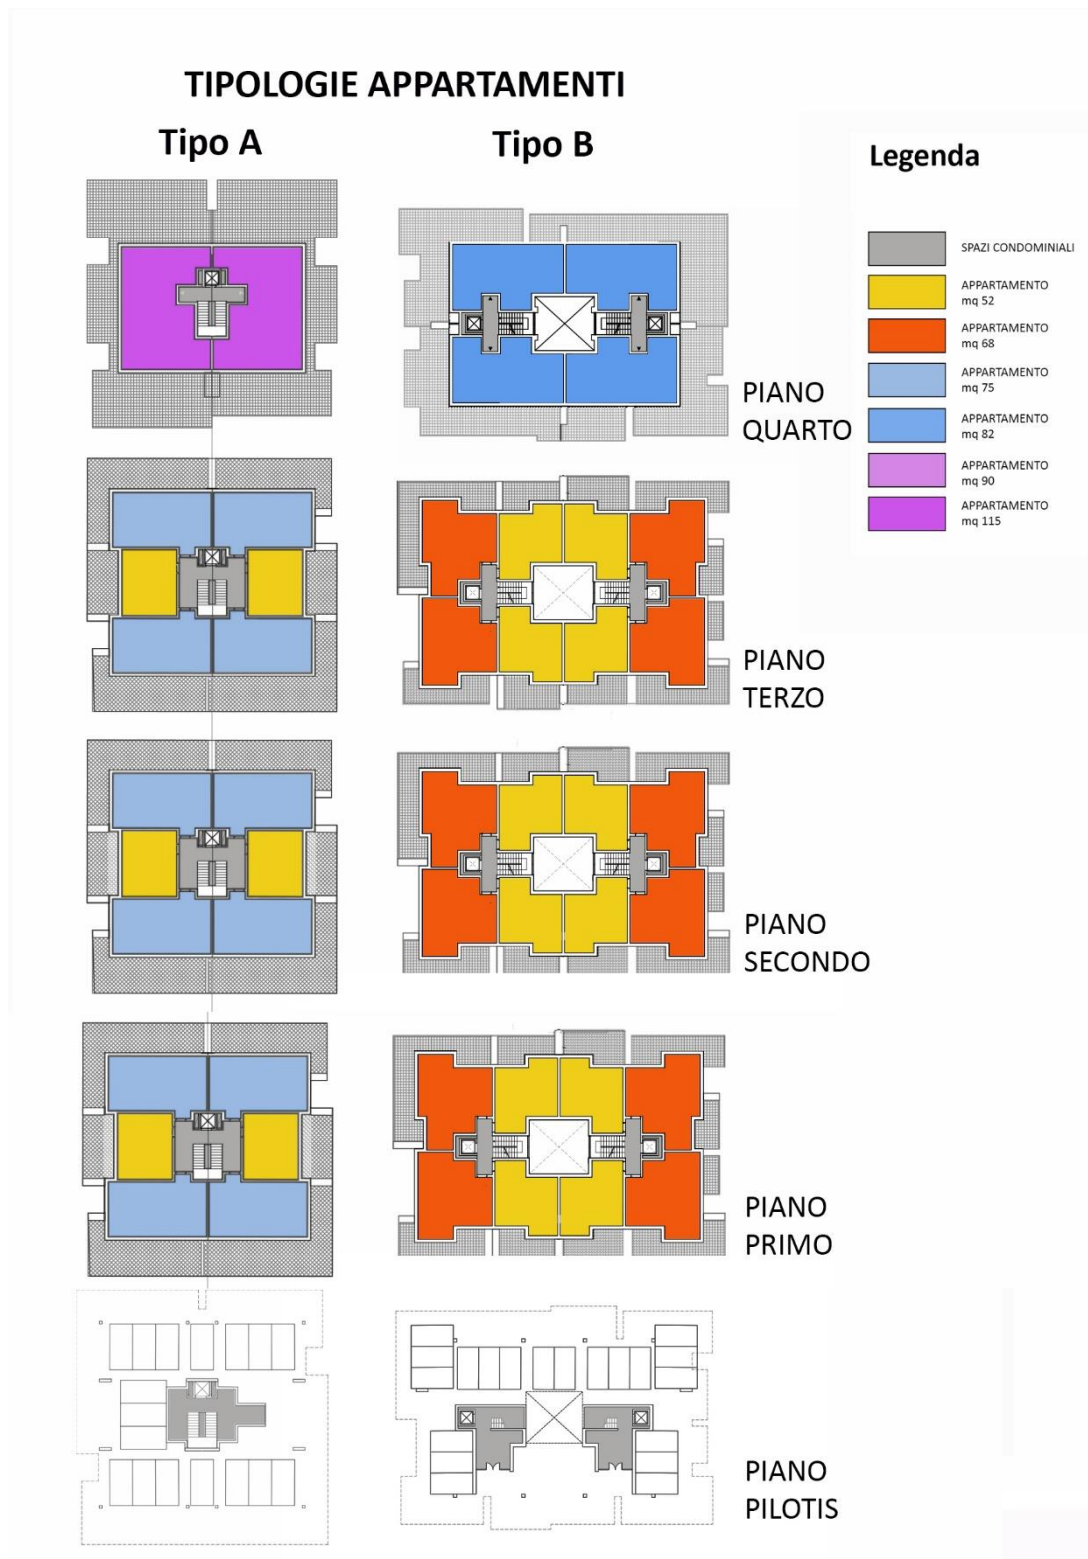 TIPOLOGIE APPARTAMENTI
Tipo A
Tipo B
Legenda
SPAZI CONDOMINIALI
APPARTAMENTO
mq 52
APPARTAMENTO
mq 68
APPARTAMENTO
mq 75
APPARTAMENTO
mq 82
APPARTAMENTO
mq 90
APPARTAMENTO
mq 115
PIANO
QUARTO
PIANO
TERZO
PIANO
SECONDO
PIANO
PRIMO
PIANO
PILOTIS